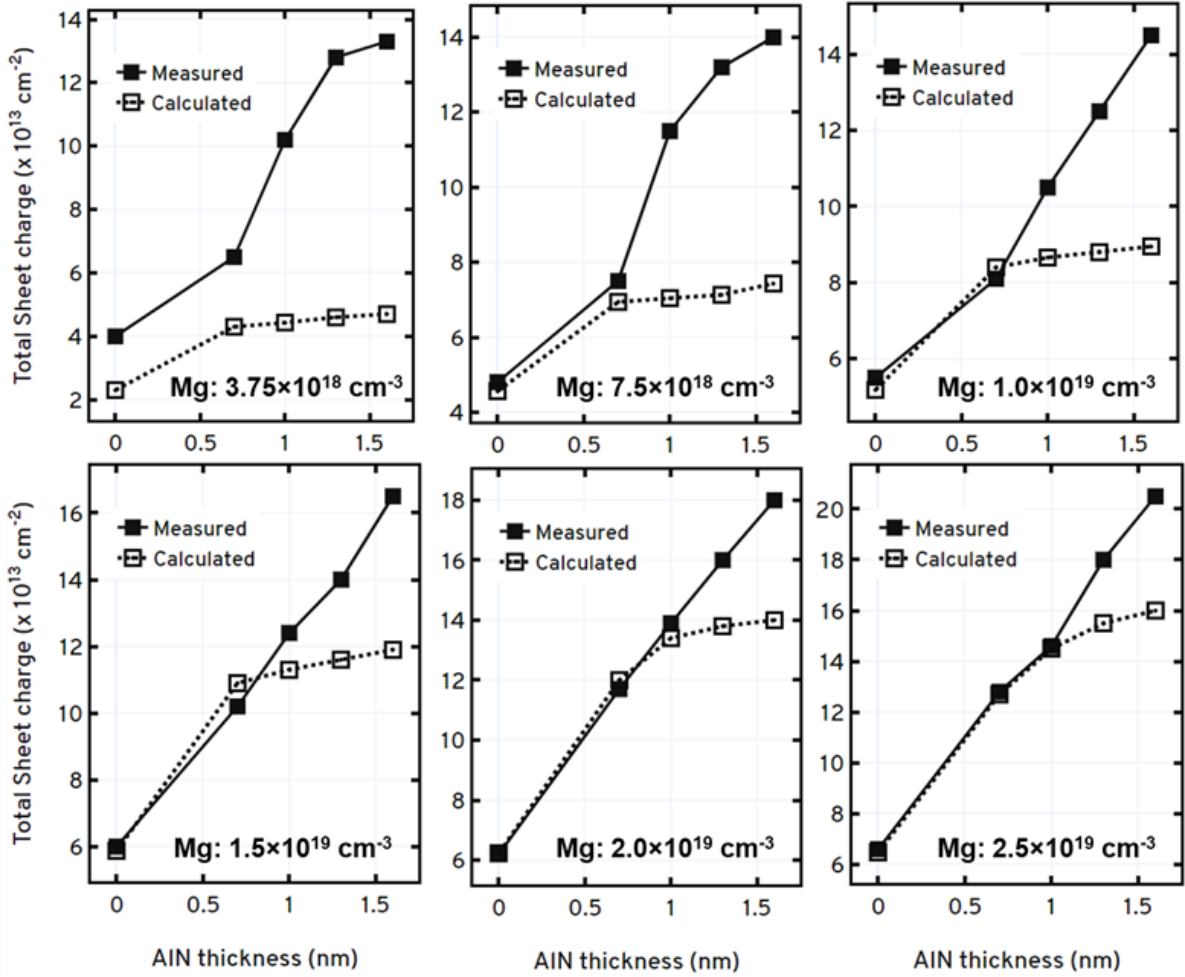 Total Sheet charge (x 10¹³ cm⁻²)
14
12
10
8
6
4
2
Measured
Calculated
Mg: 3.75×10¹⁸ cm⁻³
0
0.5
1
1.5
14
12
10
8
6
4
Measured
Calculated
Mg: 7.5×10¹⁸ cm⁻³
0
0.5
1
1.5
14
12
10
8
6
Measured
Calculated
Mg: 1.0×10¹⁹ cm⁻³
0
0.5
1
1.5
Total Sheet charge (x 10¹³ cm⁻²)
16
14
12
10
8
6
Measured
Calculated
Mg: 1.5×10¹⁹ cm⁻³
0
0.5
1
1.5
AlN thickness (nm)
18
16
14
12
10
8
6
Measured
Calculated
Mg: 2.0×10¹⁹ cm⁻³
0
0.5
1
1.5
AlN thickness (nm)
20
18
16
14
12
10
8
6
Measured
Calculated
Mg: 2.5×10¹⁹ cm⁻³
0
0.5
1
1.5
AlN thickness (nm)